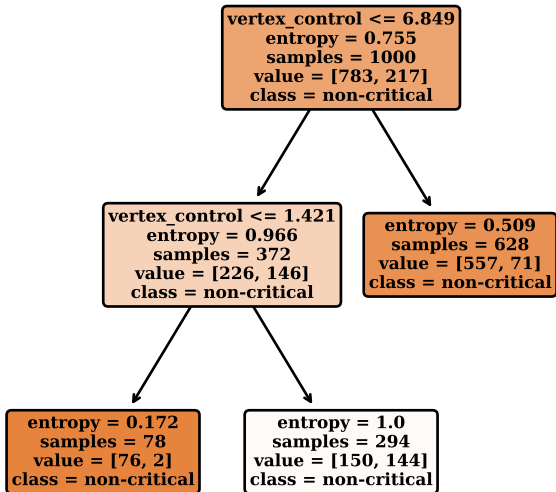 vertex_control <= 6.849
entropy = 0.755
samples = 1000
value = [783, 217]
class = non-critical
vertex_control <= 1.421
entropy = 0.966
samples = 372
value = [226, 146]
class = non-critical
entropy = 0.509
samples = 628
value = [557, 71]
class = non-critical
entropy = 0.172
samples = 78
value = [76, 2]
class = non-critical
entropy = 1.0
samples = 294
value = [150, 144]
class = non-critical